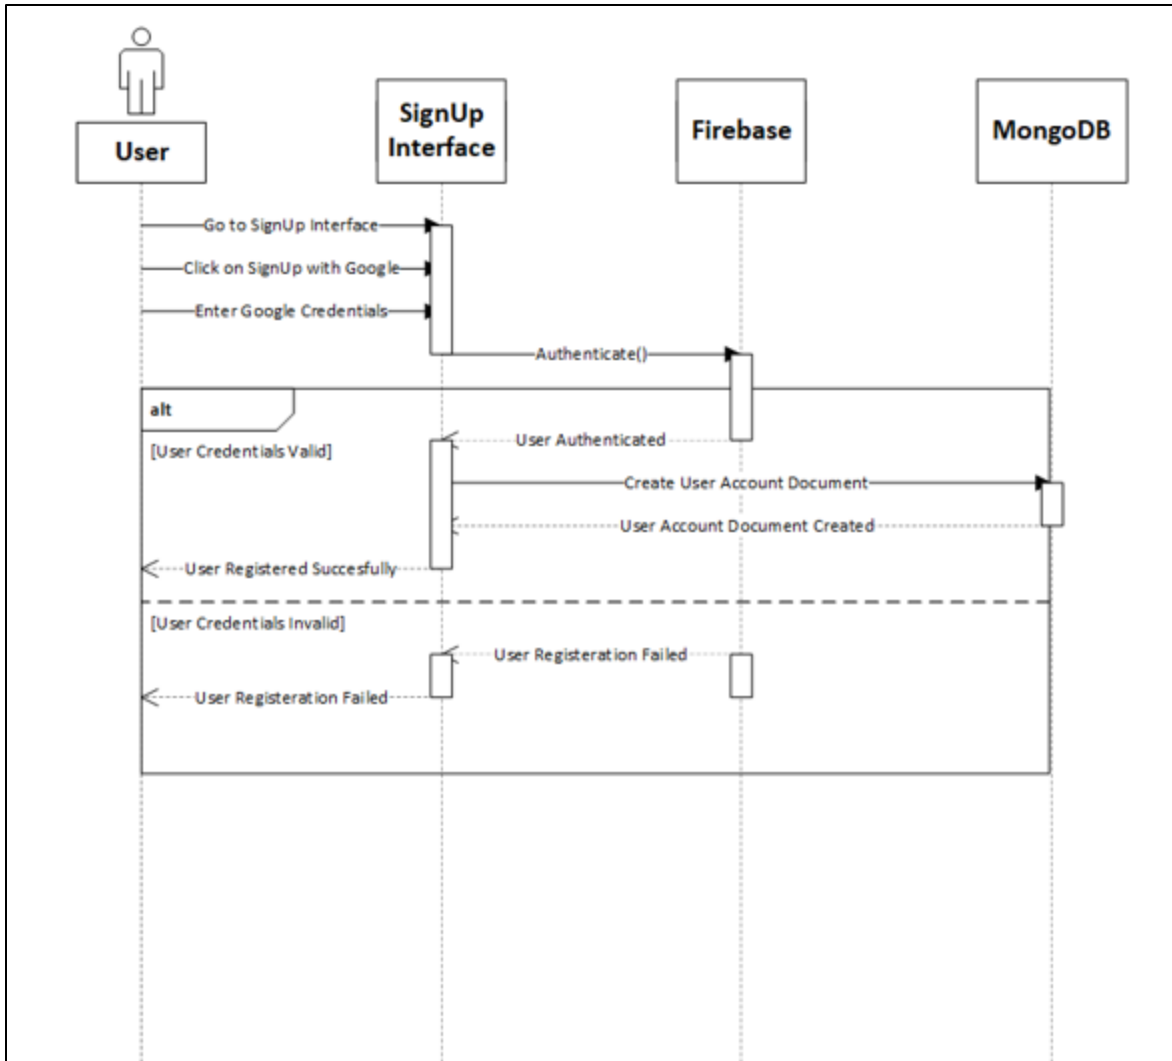 User
SignUp
Interface
Firebase
MongoDB
Go to SignUp Interface
Click on SignUp with Google
Enter Google Credentials
Authenticate()
alt
User Authenticated
[User Credentials Valid]
Create User Account Document
User Account Document Created
User Registered Succesfully
[User Credentials Invalid]
User Registeration Failed
User Registeration Failed